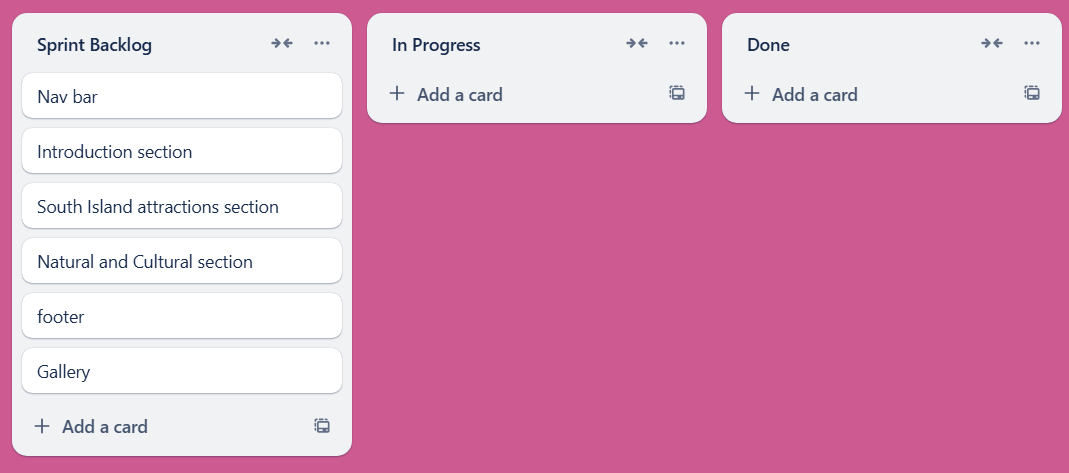 Sprint Backlog
Nav bar
Introduction section
South Island attractions section
Natural and Cultural section
footer
Gallery
Add a card
In Progress
Add a card
Done
Add a card